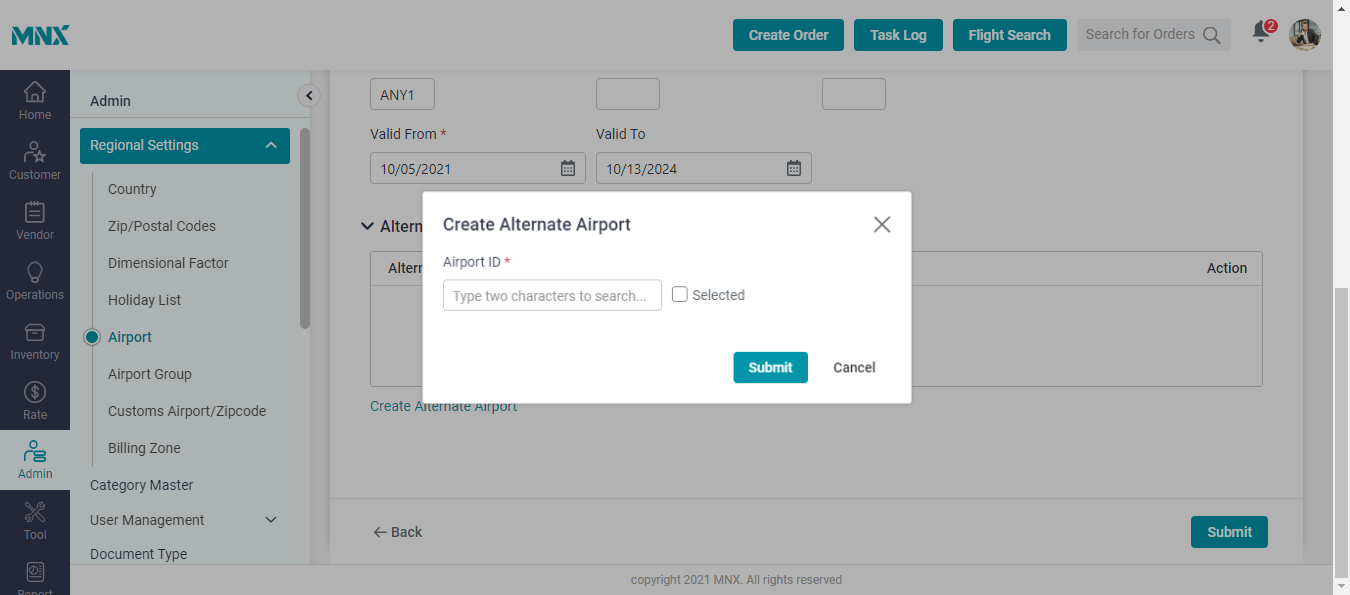 MNX
Create Order
Task Log
Flight Search
Search for Orders
2
Home
Customer
Vendor
Operations
Inventory
Rate
Admin
Tool
Report
Admin
Regional Settings
Country
Zip/Postal Codes
Dimensional Factor
Holiday List
Airport
Airport Group
Customs Airport/Zipcode
Billing Zone
Category Master
User Management
Document Type
ANY1
Valid From *
Valid To
10/05/2021
10/13/2024
Altern
Altern
Action
Create Alternate Airport
Airport ID *
Type two characters to search...
Selected
Submit
Cancel
Create Alternate Airport
Back
Submit
copyright 2021 MNX. All rights reserved